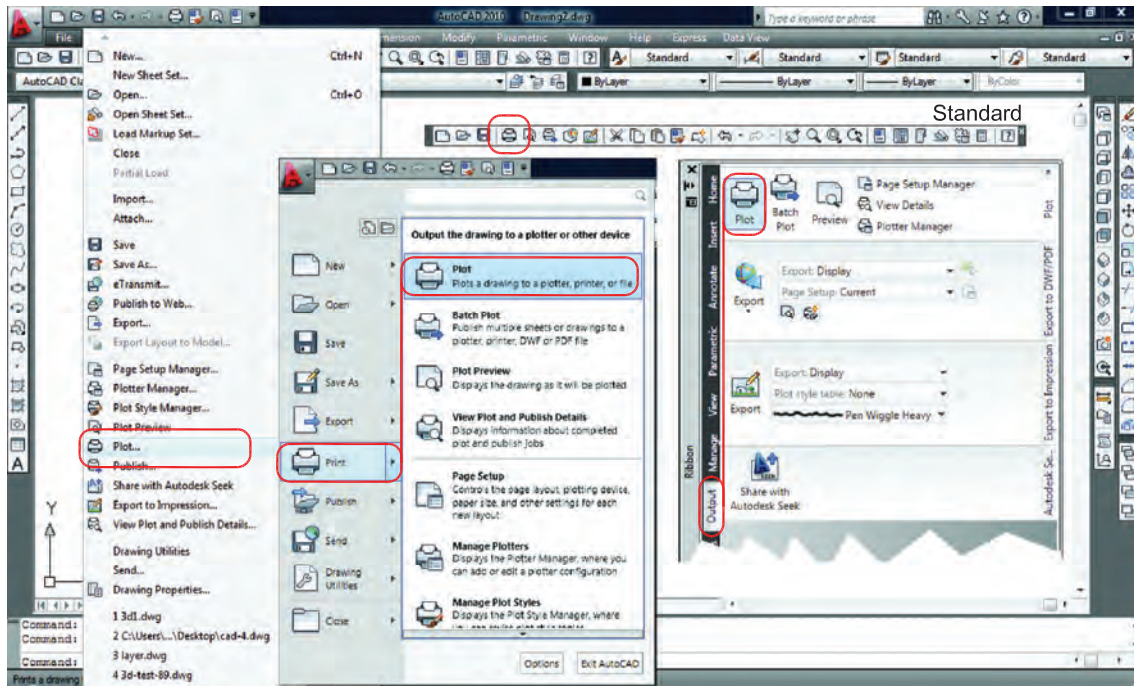 AutoCAD 2010 Drawing2.dwg
Type a keyword or phrase
File
mension Modify Parametric Window Help Express Data View
Standard
Standard
Standard
Standard
AutoCAD Cla
ByLayer
ByLayer
ByLayer
ByColor
New... Ctrl+N
New Sheet Set...
Open... Ctrl+O
Open Sheet Set...
Load Markup Set...
Close
Partial Load
Import...
Attach...
Save
Save As...
eTransmit...
Publish to Web...
Export...
Export Layout to Model...
Page Setup Manager...
Plotter Manager...
Plot Style Manager...
Plot Preview
Plot...
Publish...
Share with Autodesk Seek
Export to Impression...
View Plot and Publish Details...
Drawing Utilities
Send...
Drawing Properties...
1 3d1.dwg
2 C:\Users\...\Desktop\cad-4.dwg
3 layer.dwg
4 3d-test-89.dwg
Y
Command:
Command:
Command:
Prints a drawing
Standard
New
Open
Save
Save As
Export
Print
Publish
Send
Drawing
Utilities
Close
Output the drawing to a plotter or other device
Plot
Plots a drawing to a plotter, printer, or file
Batch Plot
Publish multiple sheets or drawings to a
plotter, printer, DWF or PDF file
Plot Preview
Displays the drawing as it will be plotted
View Plot and Publish Details
Displays information about completed
plot and publish jobs
Page Setup
Controls the page layout, plotting device,
paper size, and other settings for each
new layout.
Manage Plotters
Displays the Plotter Manager, where you
can add or edit a plotter configuration
Manage Plot Styles
Displays the Plot Style Manager, where
Options
Exit AutoCAD
Ribbon
Home
Insert
Annotate
Parametric
View
Manage
Output
Plot
Batch
Plot
Preview
Page Setup Manager
View Details
Plotter Manager
Plot
Export
Export: Display
Page Setup: Current
Export to DWF/PDF
Export
Export: Display
Plot style table: None
Pen Wiggle Heavy
Export to Impression
Share with
Autodesk Seek
Autodesk Se...